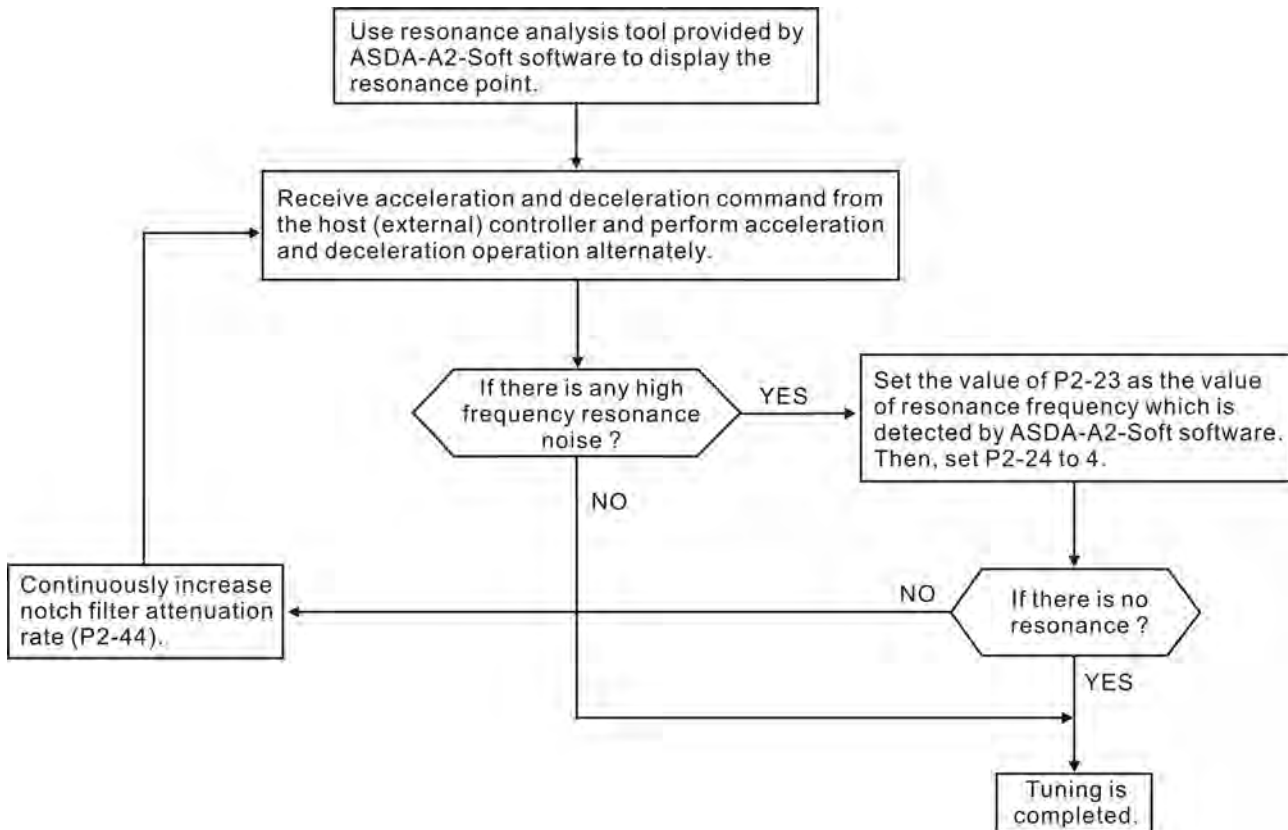 Use resonance analysis tool provided by
ASDA-A2-Soft software to display the
resonance point.
Receive acceleration and deceleration command from
the host (external) controller and perform acceleration
and deceleration operation alternately.
If there is any high
frequency resonance
noise ?
YES
Set the value of P2-23 as the value
of resonance frequency which is
detected by ASDA-A2-Soft software.
Then, set P2-24 to 4.
NO
Continuously increase
notch filter attenuation
rate (P2-44).
NO
If there is no
resonance ?
YES
Tuning is
completed.